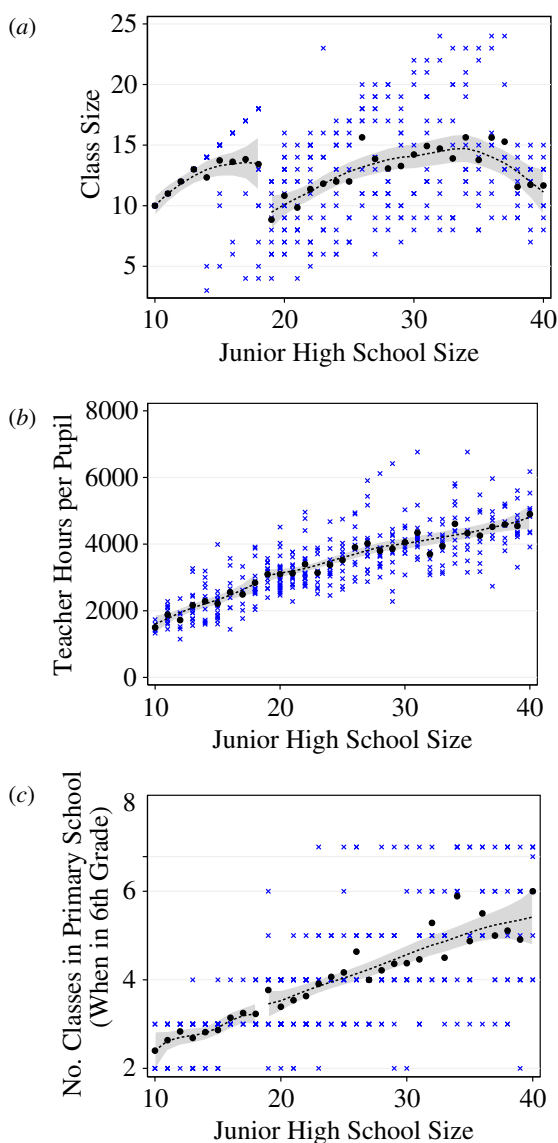 (a)
25
20
15
10
5
Class Size
10 20 30 40
Junior High School Size
(b)
8000
6000
4000
2000
0
Teacher Hours per Pupil
10 20 30 40
Junior High School Size
(c)
8
6
4
2
No. Classes in Primary School
(When in 6th Grade)
10 20 30 40
Junior High School Size